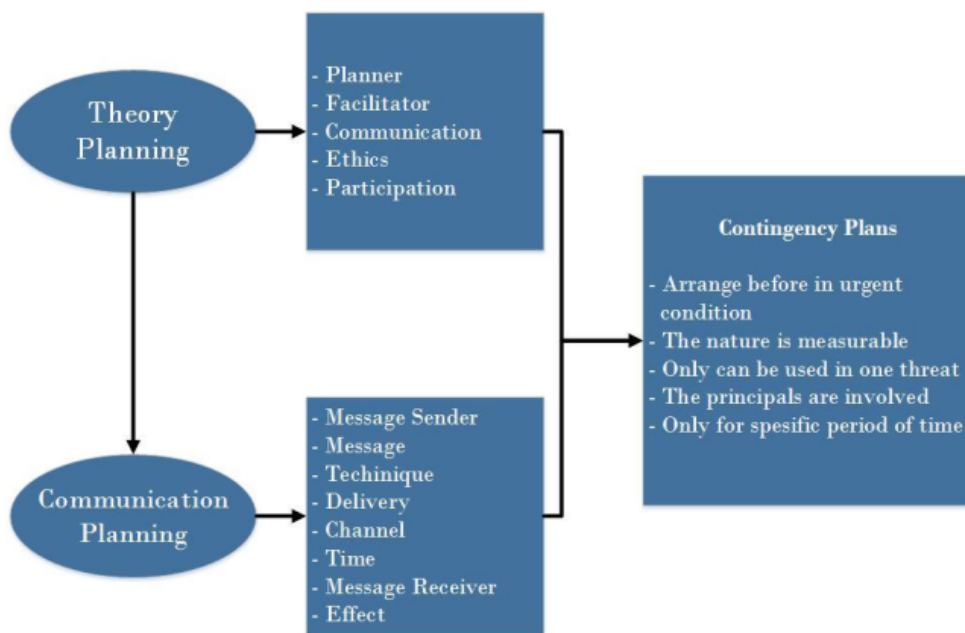 Theory
Planning
- Planner
- Facilitator
- Communication
- Ethics
- Participation
Communication
Planning
- Message Sender
- Message
- Techinique
- Delivery
- Channel
- Time
- Message Receiver
- Effect
Contingency Plans
- Arrange before in urgent
condition
- The nature is measurable
- Only can be used in one threat
- The principals are involved
- Only for spesific period of time